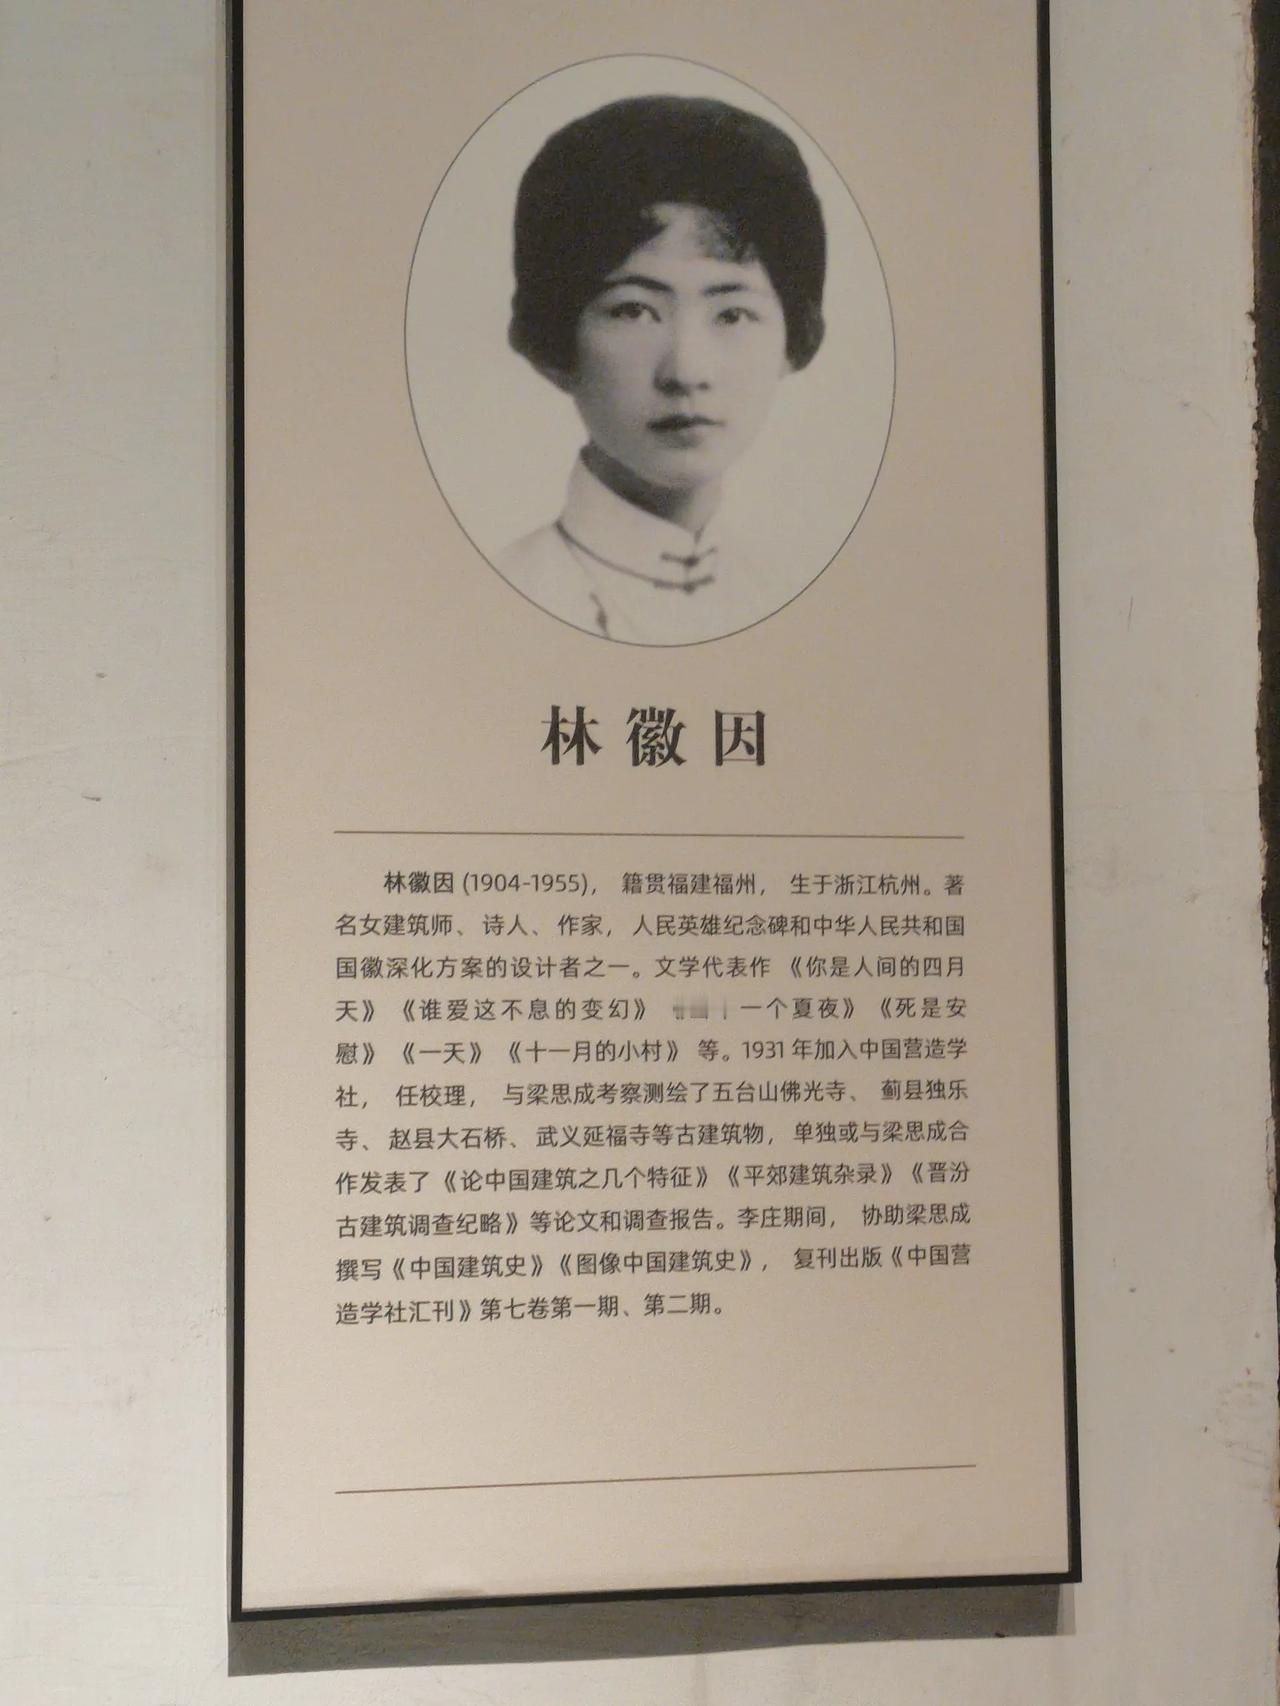 林徽因
林徽因 (1904-1955)， 籍贯福建福州， 生于浙江杭州。著
名女建筑师、诗人、作家，人民英雄纪念碑和中华人民共和国
国徽深化方案的设计者之一。文学代表作 《你是人间的四月
天》 《谁爱这不息的变幻》 一个夏夜》 《死是安
慰》 《一天》 《十一月的小村》 等。1931 年加入中国营造学
社， 任校理， 与梁思成考察测绘了五台山佛光寺、 蓟县独乐
寺、赵县大石桥、武义延福寺等古建筑物，单独或与梁思成合
作发表了《论中国建筑之几个特征》《平郊建筑杂录》《晋汾
古建筑调查纪略》等论文和调查报告。李庄期间， 协助梁思成
撰写《中国建筑史》《图像中国建筑史》， 复刊出版《中国营
造学社汇刊》第七卷第一期、第二期。